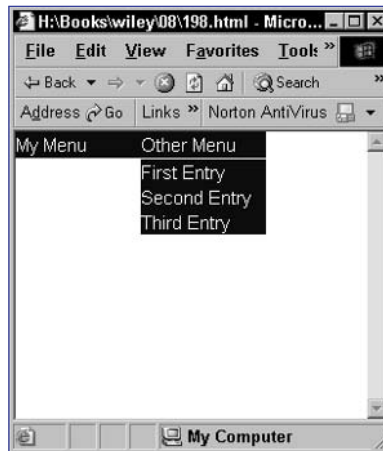 H:\Books\wiley\08\198.html - Micro...
File Edit View Favorites Tools »
Back Search »
Address Go Links » Norton AntiVirus
My Menu Other Menu
First Entry
Second Entry
Third Entry
My Computer